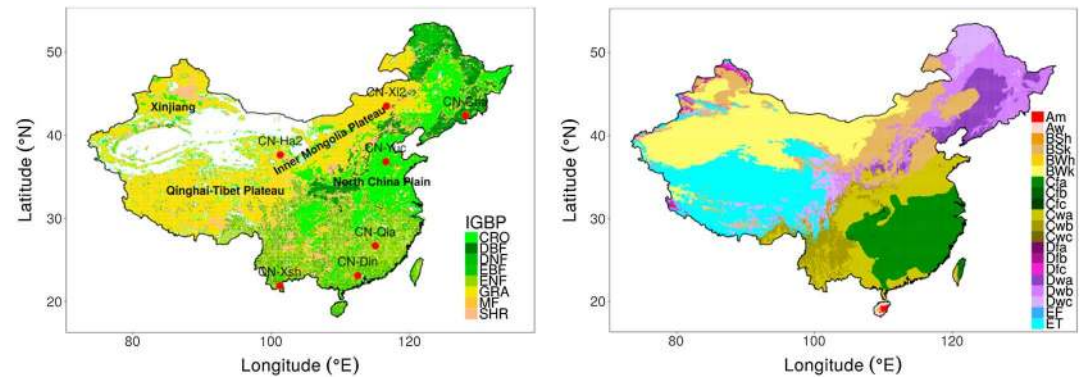 50
40
30
20
Latitude (°N)
80
100
120
Longitude (°E)
Xinjiang
Qinghai-Tibet Plateau
Inner Mongolia Plateau
North China Plain
CN-Xi2
CN-Ha2
CN-Yuc
CN-Qia
CN-Din
CN-Xsh
IGBP
CRO
DBF
DNF
EBF
ENF
GRA
MF
SHR
50
40
30
20
Latitude (°N)
80
100
120
Longitude (°E)
Am
Aw
BSh
BSk
BWh
BWk
Cfa
Cfb
Cfc
Cwa
Cwb
Cwc
Dfa
Dfb
Dfc
Dwa
Dwb
Dwc
EF
ET